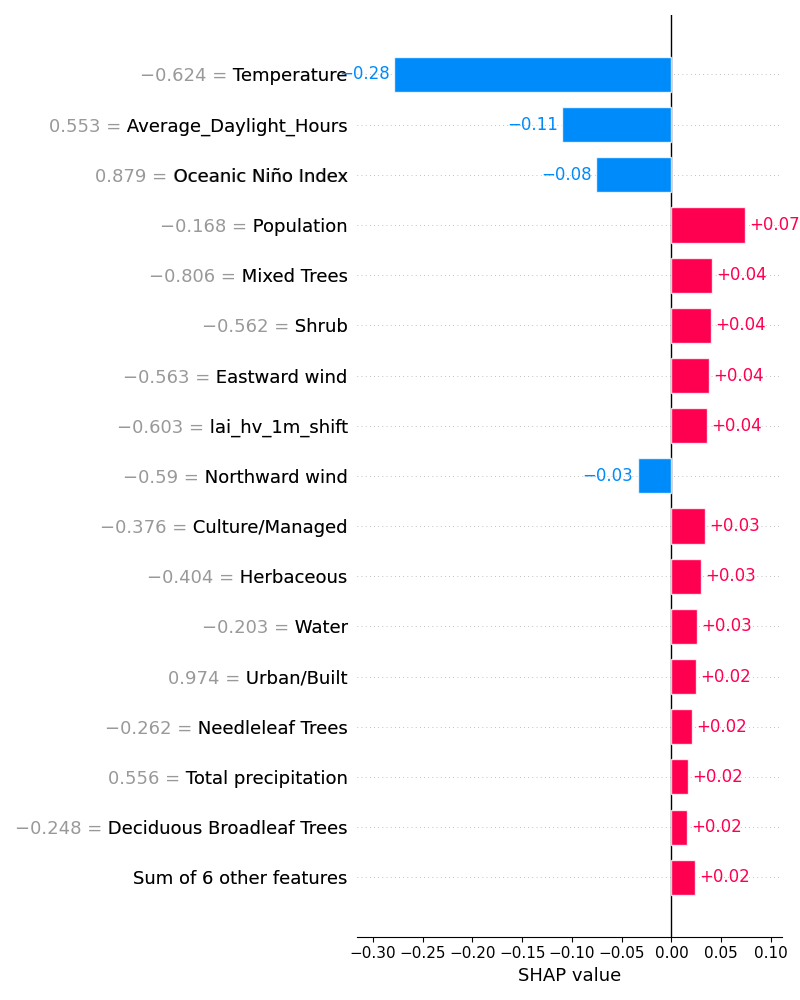 −0.624 = Temperature −0.28
0.553 = Average_Daylight_Hours −0.11
0.879 = Oceanic Niño Index −0.08
−0.168 = Population +0.07
−0.806 = Mixed Trees +0.04
−0.562 = Shrub +0.04
−0.563 = Eastward wind +0.04
−0.603 = lai_hv_1m_shift +0.04
−0.59 = Northward wind −0.03
−0.376 = Culture/Managed +0.03
−0.404 = Herbaceous +0.03
−0.203 = Water +0.03
0.974 = Urban/Built +0.02
−0.262 = Needleleaf Trees +0.02
0.556 = Total precipitation +0.02
−0.248 = Deciduous Broadleaf Trees +0.02
Sum of 6 other features +0.02
−0.30 −0.25 −0.20 −0.15 −0.10 −0.05 0.00 0.05 0.10
SHAP value